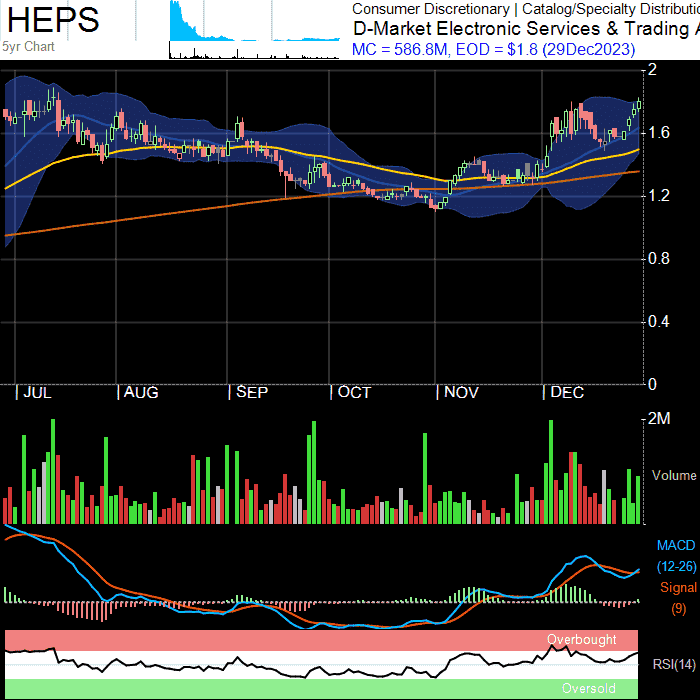 HEPS
5yr Chart
Consumer Discretionary | Catalog/Specialty Distributio
D-Market Electronic Services & Trading A
MC = 586.8M, EOD = $1.8 (29Dec2023)
2
1.6
1.2
0.8
0.4
0
| JUL | AUG | SEP | OCT | NOV | DEC
2M
Volume
MACD
(12-26)
Signal
(9)
Overbought
RSI(14)
Oversold